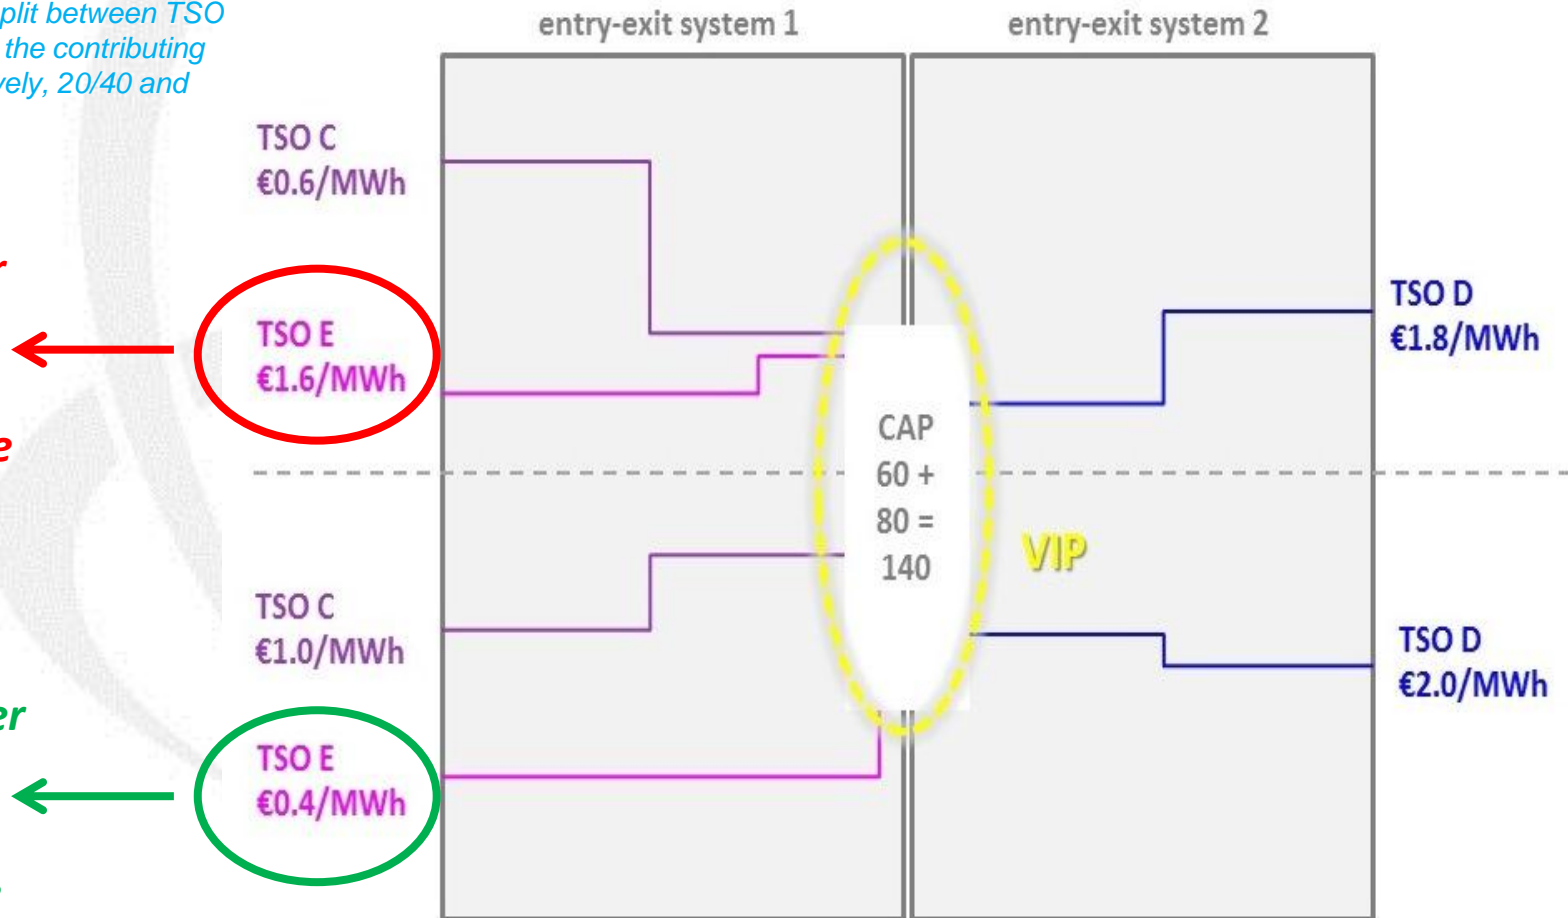 plit between TSO
the contributing
vely, 20/40 and
entry-exit system 1
entry-exit system 2
TSO C
€0.6/MWh
r
TSO E
€1.6/MWh
e
TSO D
€1.8/MWh
CAP
60 +
80 =
140
VIP
TSO C
€1.0/MWh
TSO D
€2.0/MWh
er
TSO E
€0.4/MWh